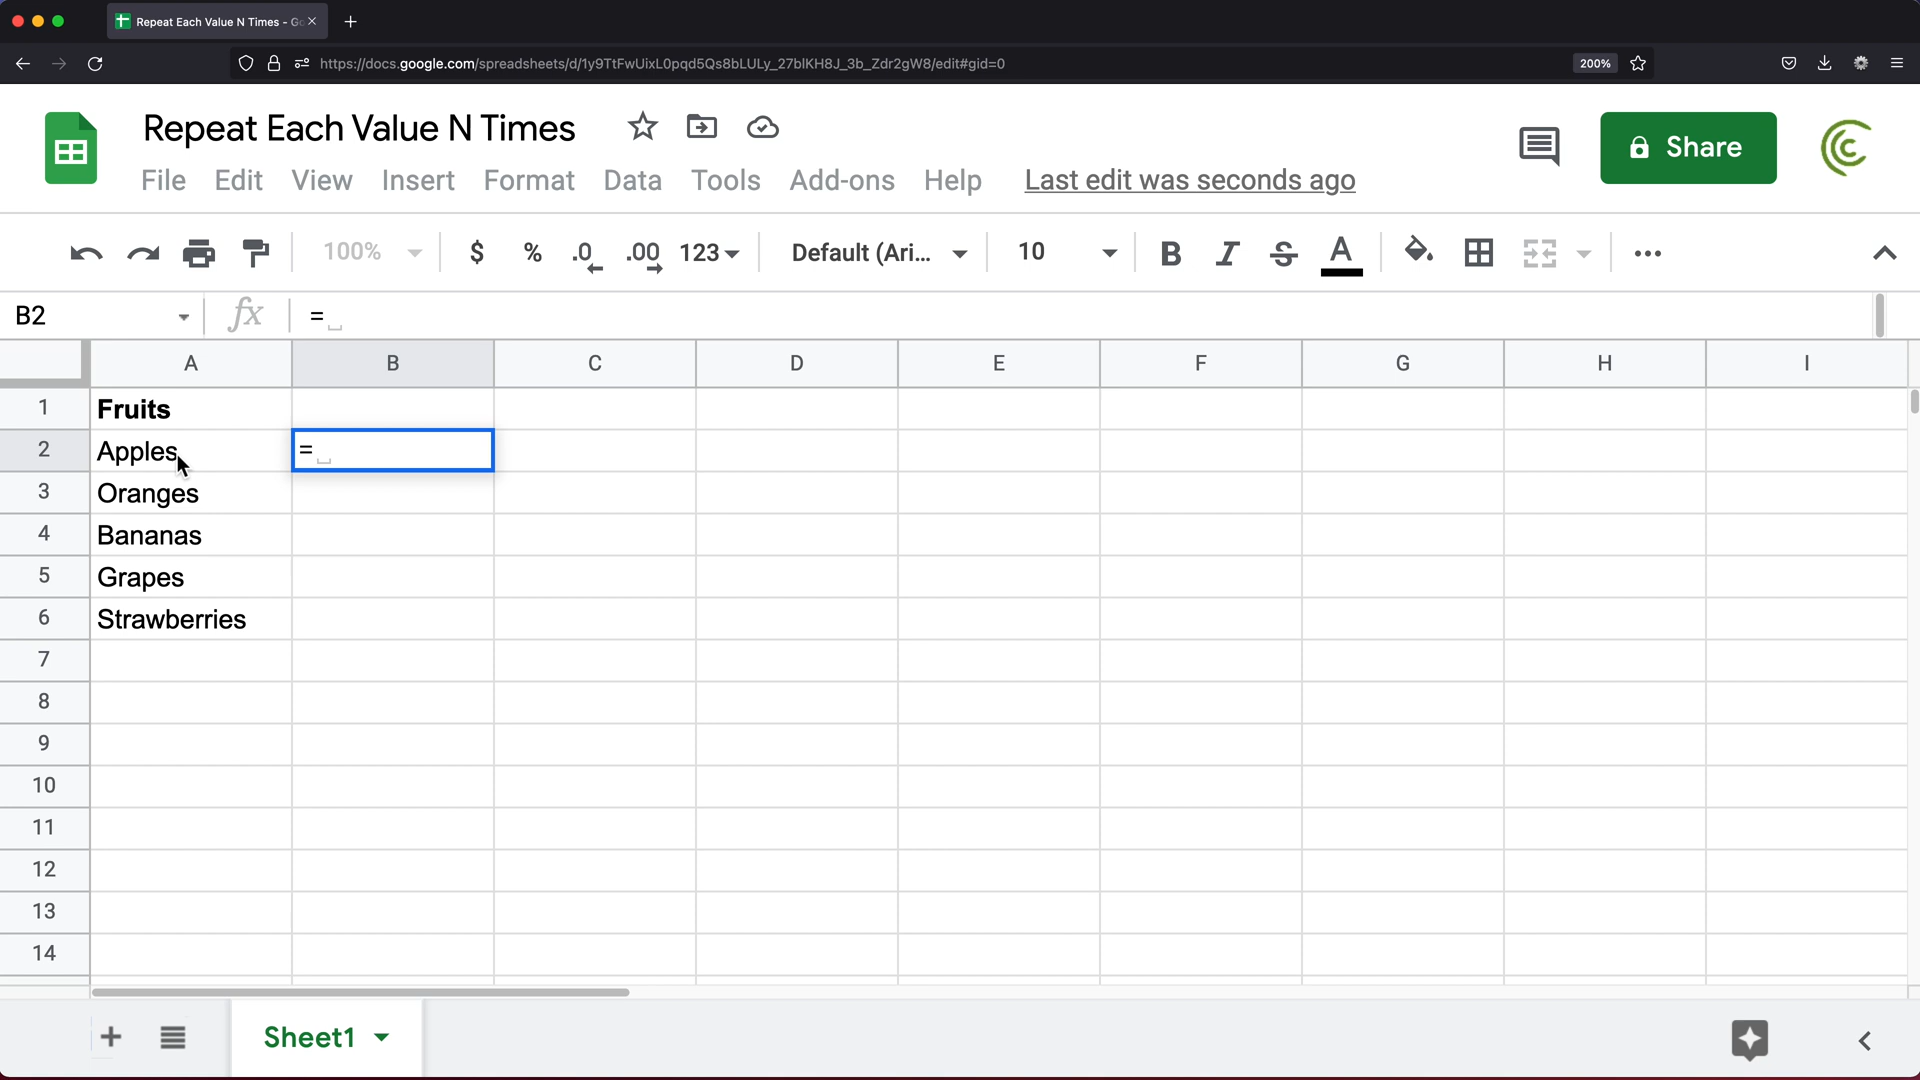 Repeat Each Value N Times - Go
https://docs.google.com/spreadsheets/d/1y9TtFwUixL0pqd5Qs8bLULy_27blKH8J_3b_Zdr2gW8/edit#gid=0 200%
Repeat Each Value N Times
Share
File Edit View Insert Format Data Tools Add-ons Help Last edit was seconds ago
100% $ % .0 .00 123 Default (Ari... 10 B I S A
B2 fx =
A B C D E F G H I
1 Fruits
2 Apples =
3 Oranges
4 Bananas
5 Grapes
6 Strawberries
7
8
9
10
11
12
13
14
Sheet1